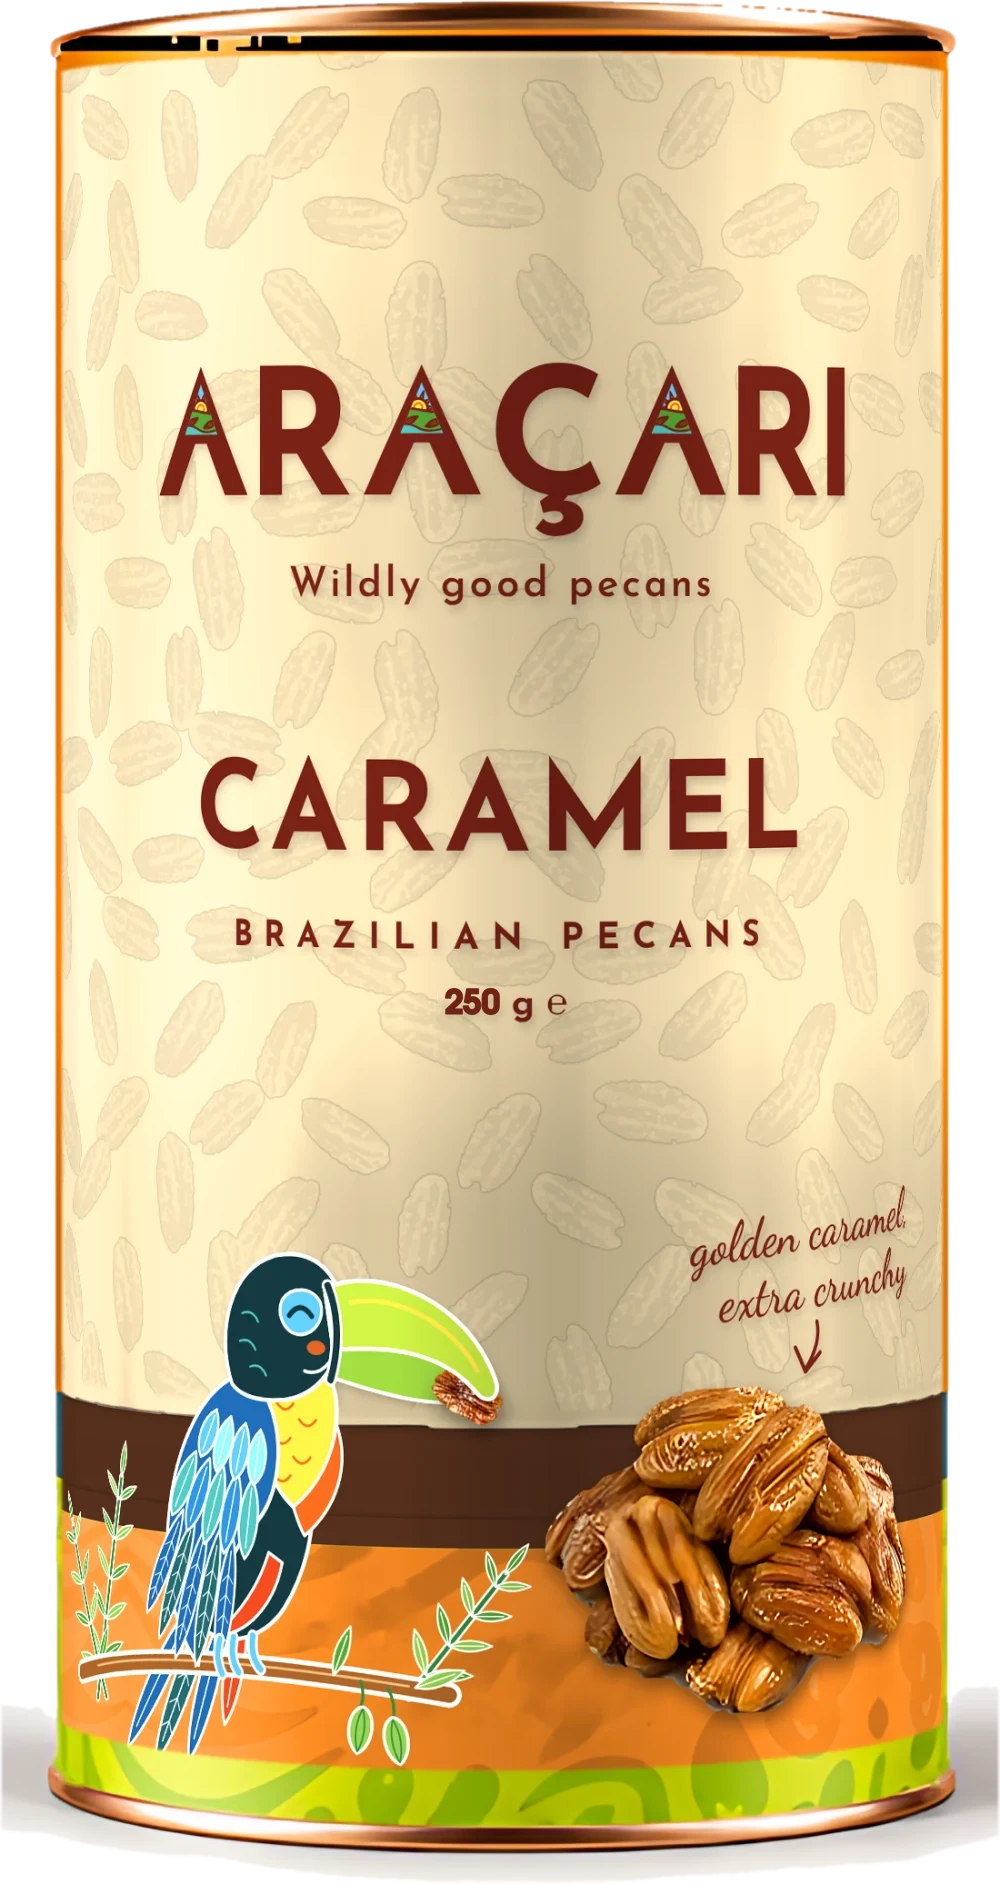 ARAÇARI
Wildly good pecans
CARAMEL
BRAZILIAN PECANS
250 g ℮
golden caramel,
extra crunchy